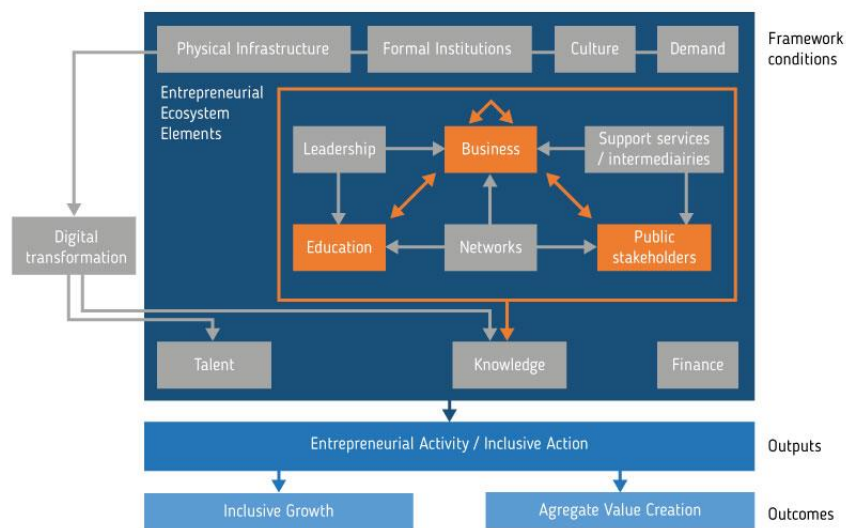 Physical Infrastructure
Formal Institutions
Culture
Demand
Framework
conditions
Entrepreneurial
Ecosystem
Elements
Leadership
Business
Support services
/ intermediairies
Digital
transformation
Education
Networks
Public
stakeholders
Talent
Knowledge
Finance
Entrepreneurial Activity / Inclusive Action
Outputs
Inclusive Growth
Agregate Value Creation
Outcomes